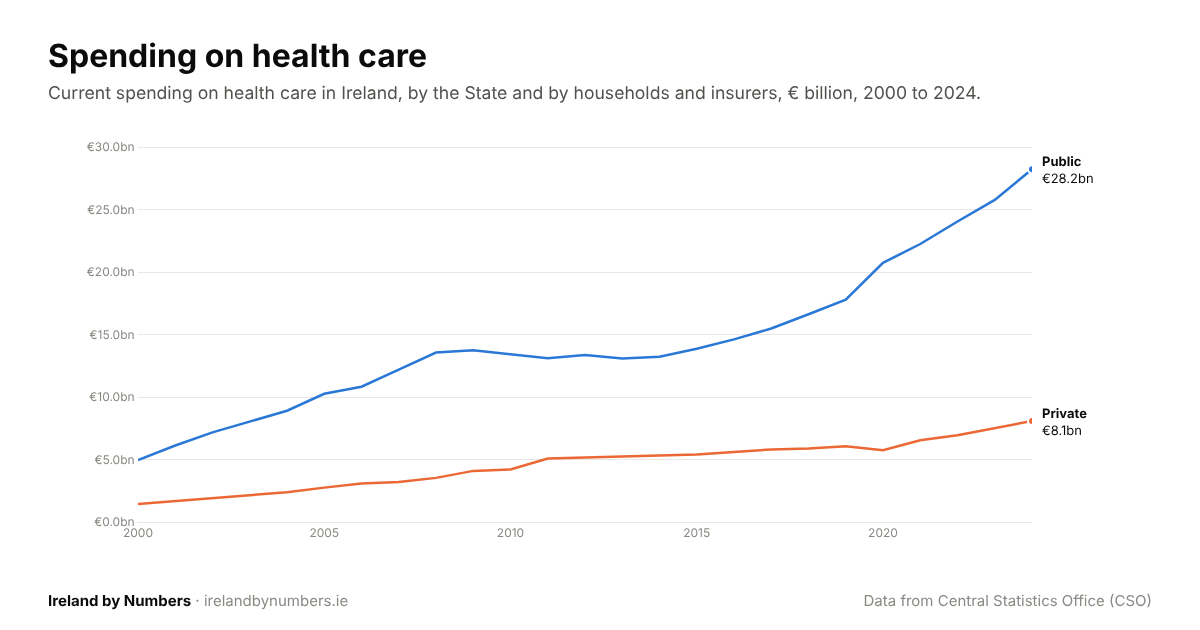 Spending on health care
Current spending on health care in Ireland, by the State and by households and insurers, € billion, 2000 to 2024.
€30.0bn
€25.0bn
€20.0bn
€15.0bn
€10.0bn
€5.0bn
€0.0bn
Public
€28.2bn
Private
€8.1bn
2000 2005 2010 2015 2020
Ireland by Numbers · irelandbynumbers.ie
Data from Central Statistics Office (CSO)